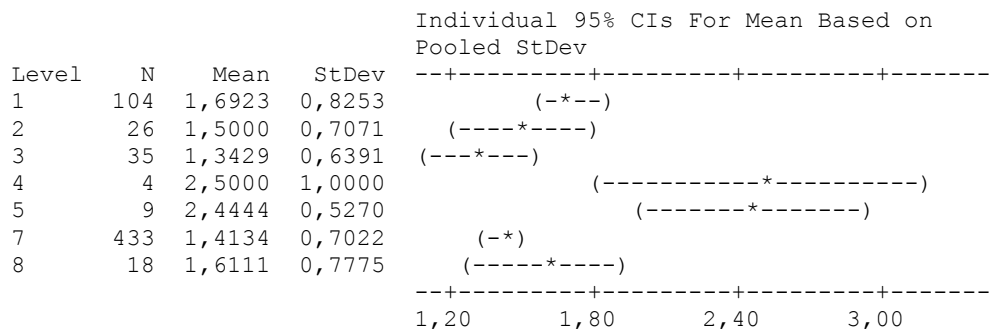 Individual 95% CIs For Mean Based on
                             Pooled StDev
Level    N    Mean   StDev   --+---------+---------+---------+-------
1      104  1,6923  0,8253           (-*--)
2       26  1,5000  0,7071     (----*----)
3       35  1,3429  0,6391   (---*---)
4        4  2,5000  1,0000               (-----------*----------)
5        9  2,4444  0,5270                  (-------*-------)
7      433  1,4134  0,7022       (-*)
8       18  1,6111  0,7775      (-----*----)
                             --+---------+---------+---------+-------
                             1,20      1,80      2,40      3,00